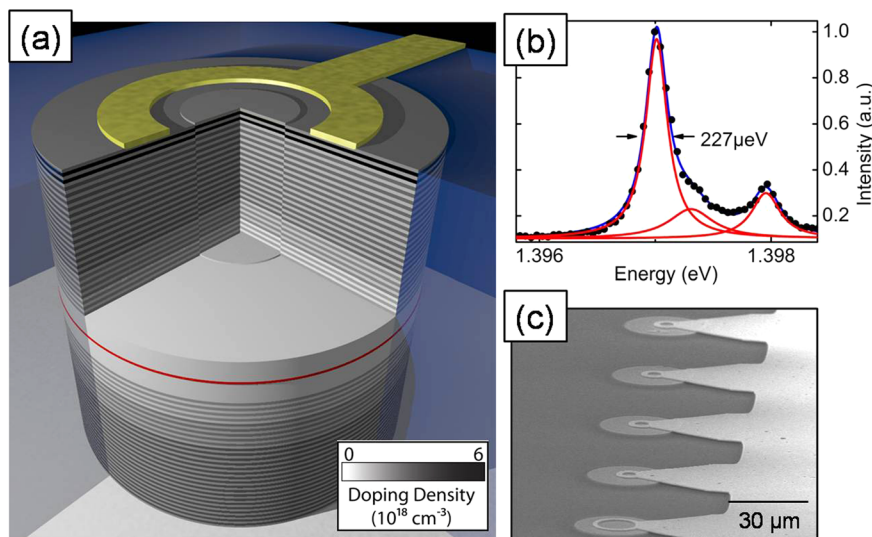 (a)
0 6
Doping Density
(10¹⁸ cm⁻³)
(b)
227µeV
1.0
0.8
0.6
0.4
0.2
Intensity (a.u.)
1.396 1.398
Energy (eV)
(c)
30 µm